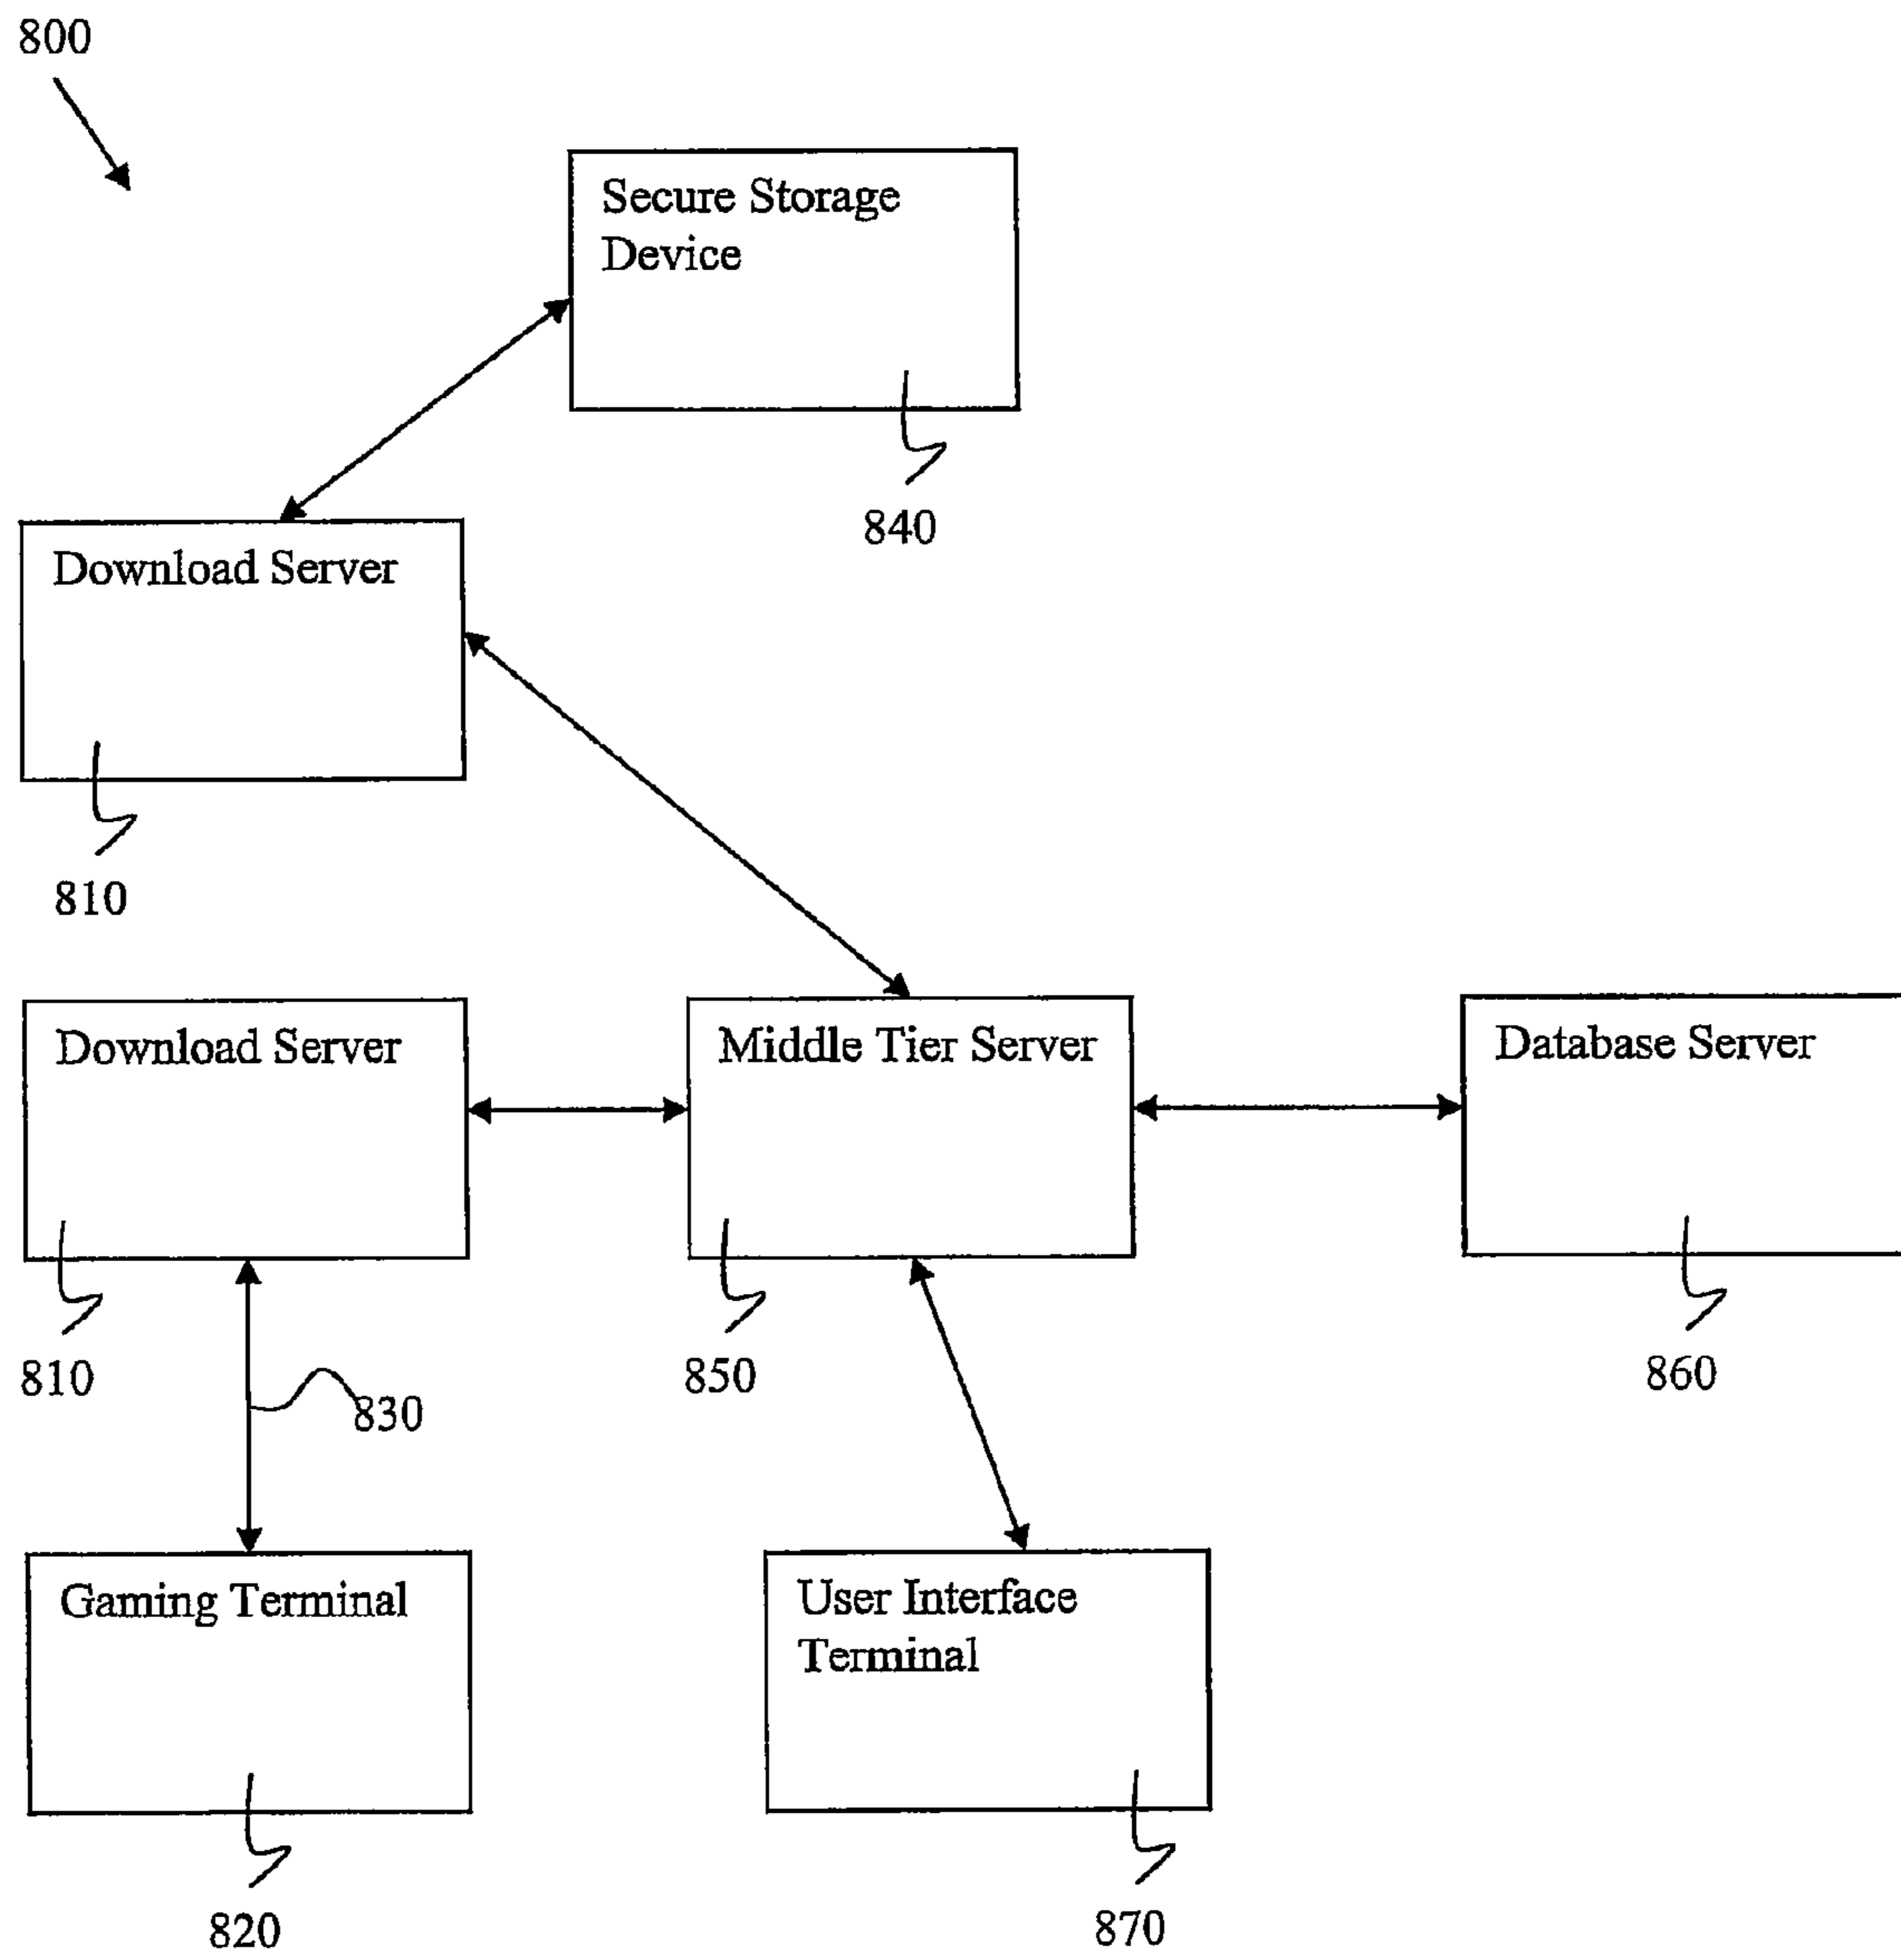 800
Secure Storage
Device
840
Download Server
810
Download Server
Middle Tier Server
Database Server
810
830
850
860
Gaming Terminal
User Interface
Terminal
820
870